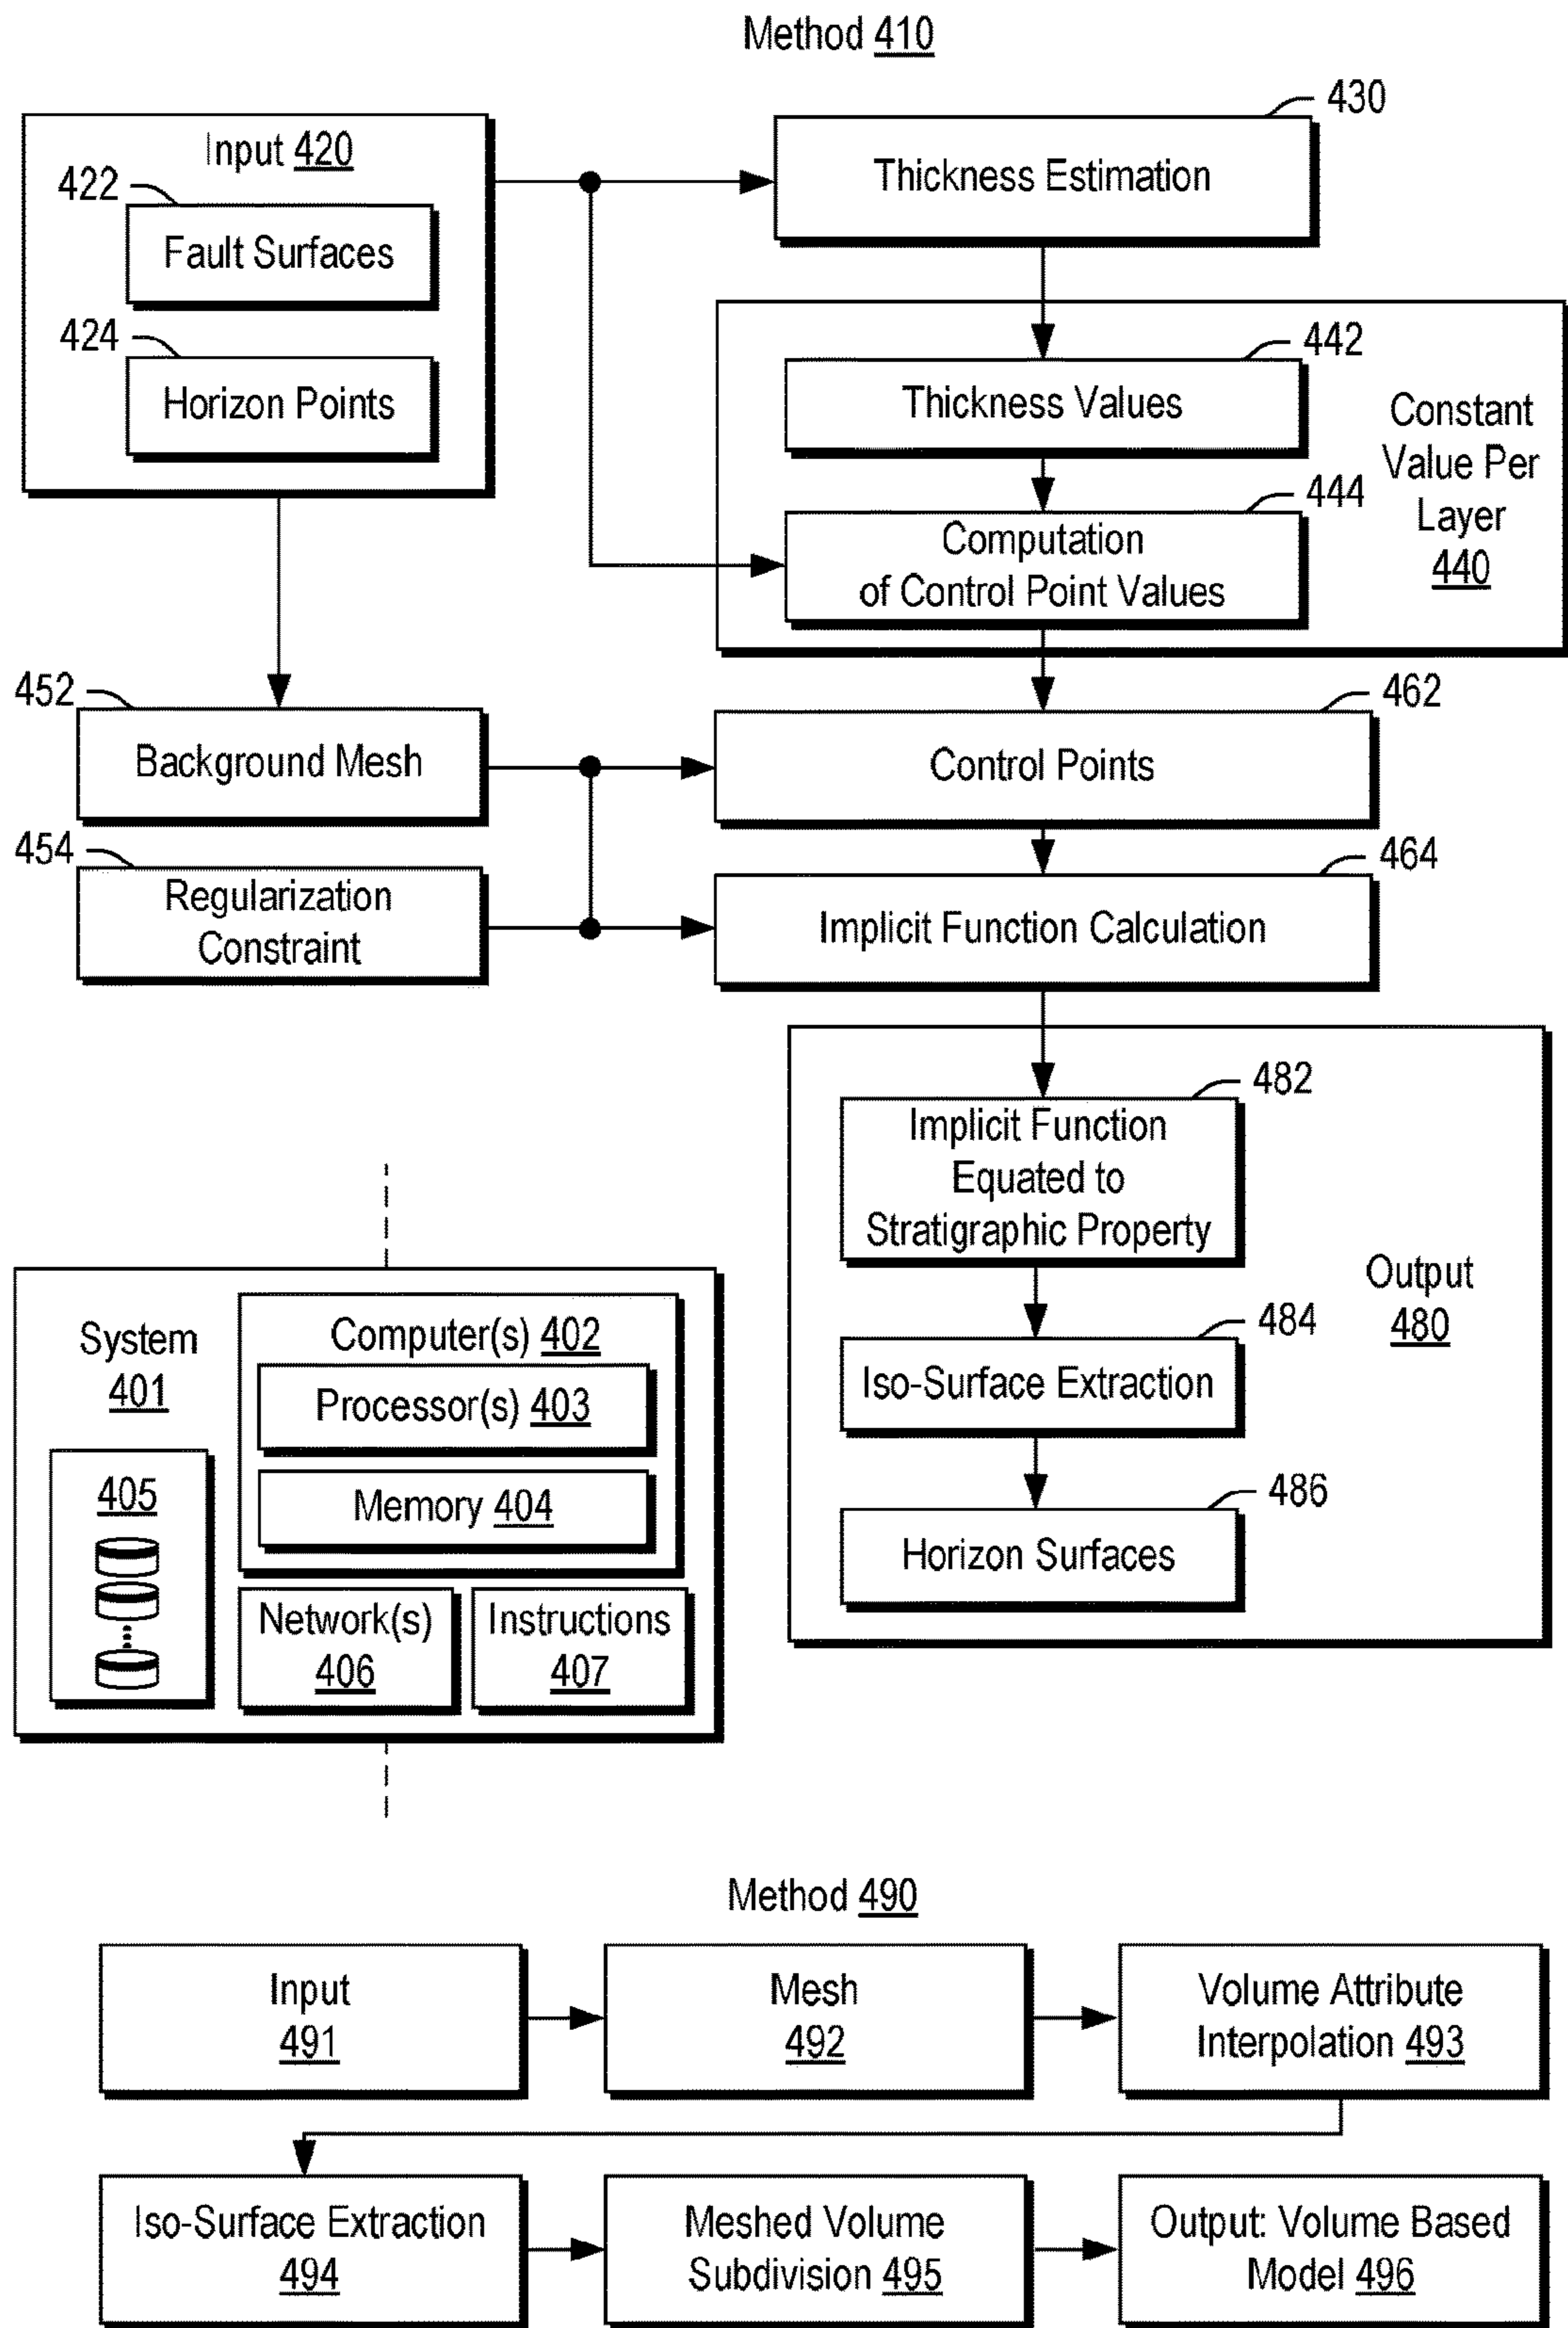 Method 410
430
Input 420
Thickness Estimation
422
Fault Surfaces
424
Horizon Points
442
Thickness Values
Constant
Value Per
Layer
440
444
Computation
of Control Point Values
452
Background Mesh
462
Control Points
454
Regularization
Constraint
464
Implicit Function Calculation
482
Implicit Function
Equated to
Stratigraphic Property
Output
480
484
Iso-Surface Extraction
486
Horizon Surfaces
System
401
Computer(s) 402
Processor(s) 403
Memory 404
405
Network(s)
406
Instructions
407
Method 490
Input
491
Mesh
492
Volume Attribute
Interpolation 493
Iso-Surface Extraction
494
Meshed Volume
Subdivision 495
Output: Volume Based
Model 496